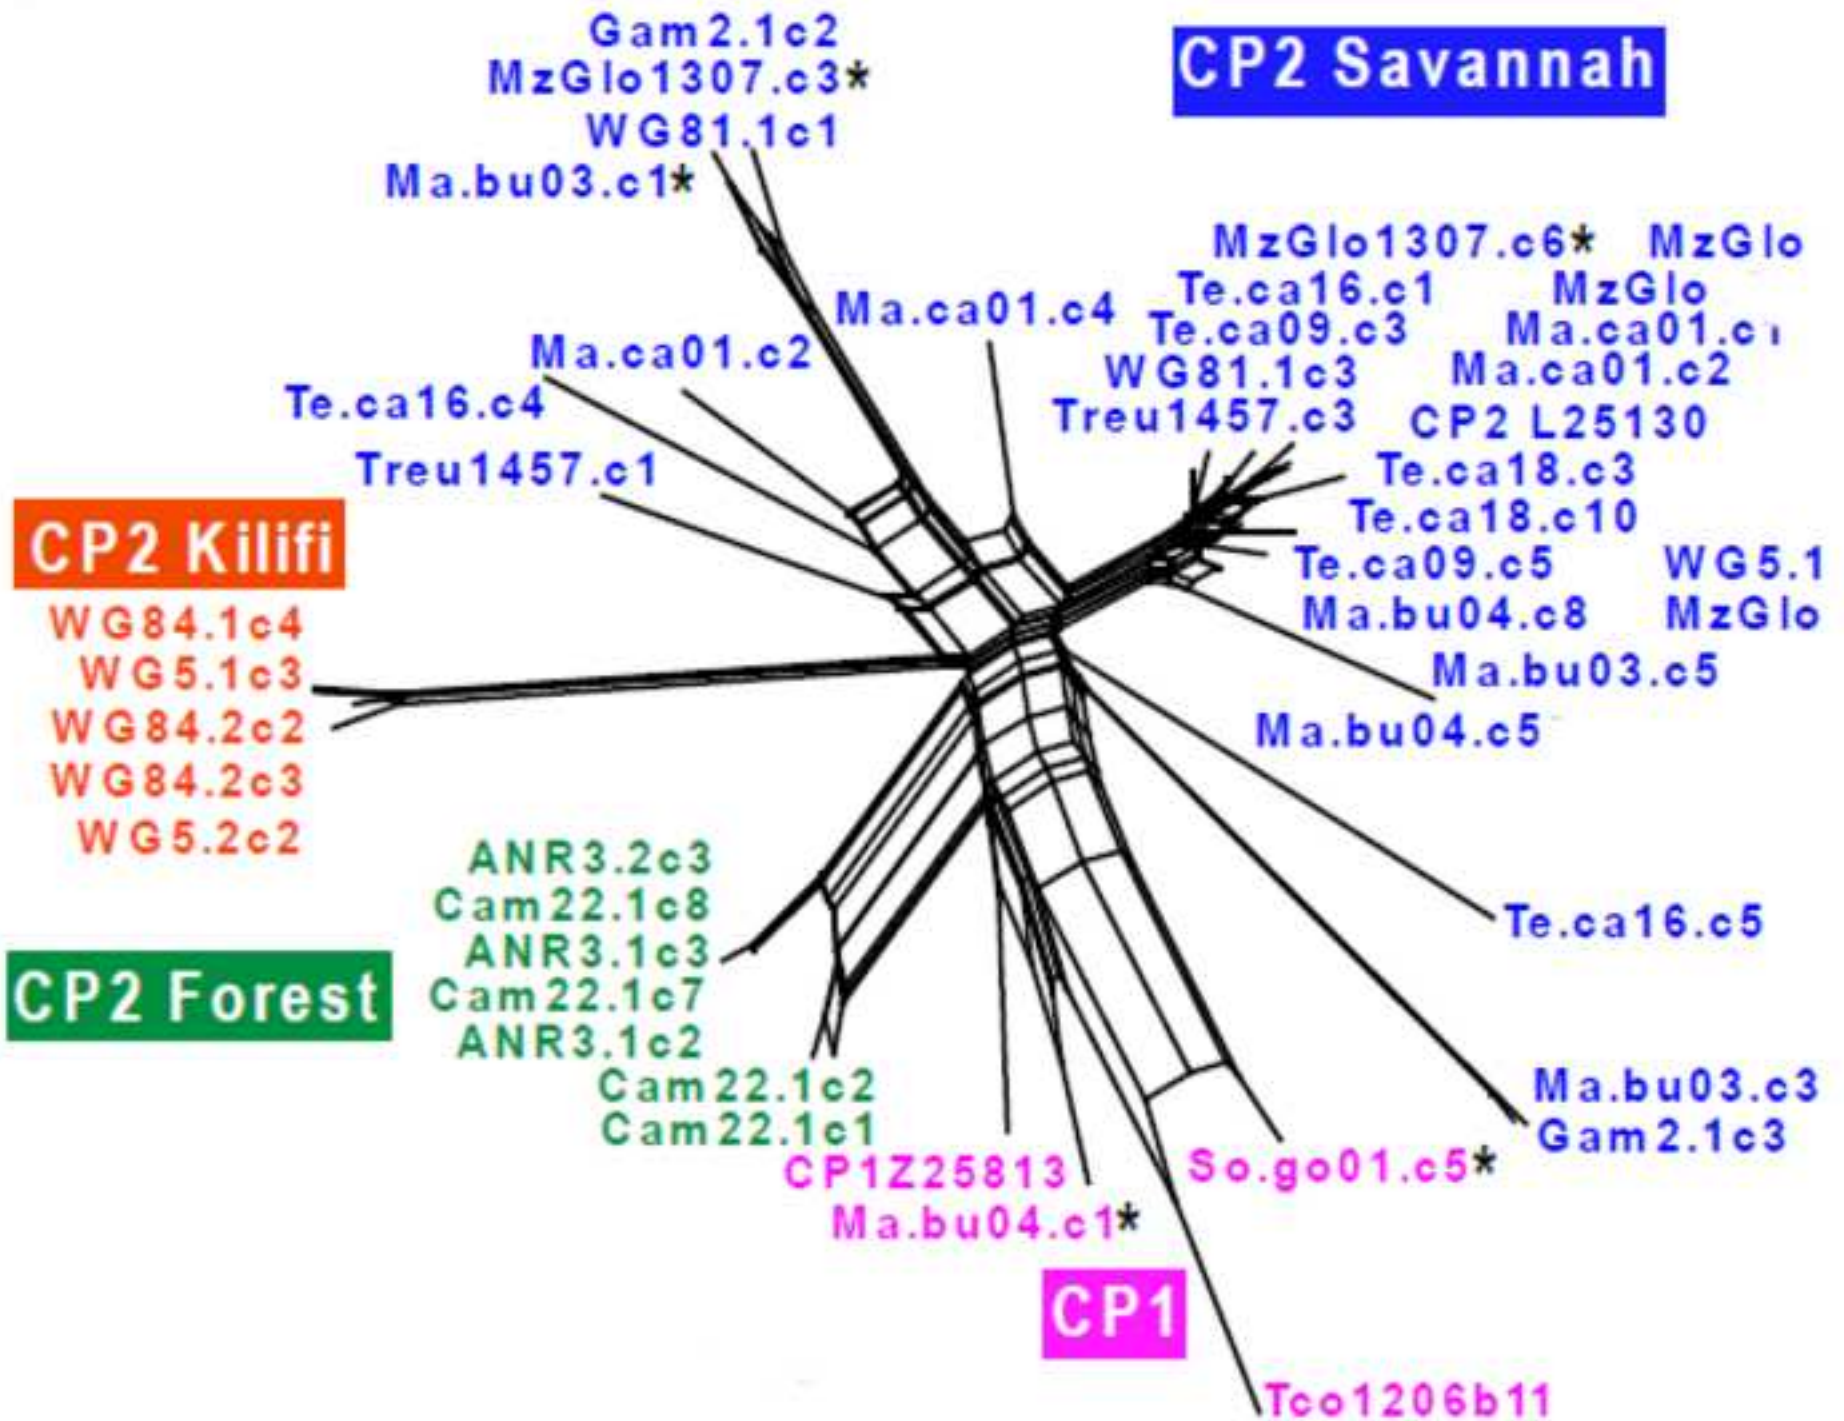 Gam2.1c2
MzGlo1307.c3*
WG81.1c1
Ma.bu03.c1*
CP2 Savannah
MzGlo1307.c6* MzGlo
Te.ca16.c1 MzGlo
Te.ca09.c3 Ma.ca01.c1
WG81.1c3 Ma.ca01.c2
Treu1457.c3 CP2 L25130
Te.ca18.c3
Te.ca18.c10
Te.ca09.c5 WG5.1
Ma.bu04.c8 MzGlo
Ma.bu03.c5
Ma.bu04.c5
Ma.ca01.c4
Ma.ca01.c2
Te.ca16.c4
Treu1457.c1
CP2 Kilifi
WG84.1c4
WG5.1c3
WG84.2c2
WG84.2c3
WG5.2c2
CP2 Forest
ANR3.2c3
Cam22.1c8
ANR3.1c3
Cam22.1c7
ANR3.1c2
Cam22.1c2
Cam22.1c1
Te.ca16.c5
Ma.bu03.c3
Gam2.1c3
CP1Z25813
Ma.bu04.c1*
So.go01.c5*
CP1
Tco1206b11